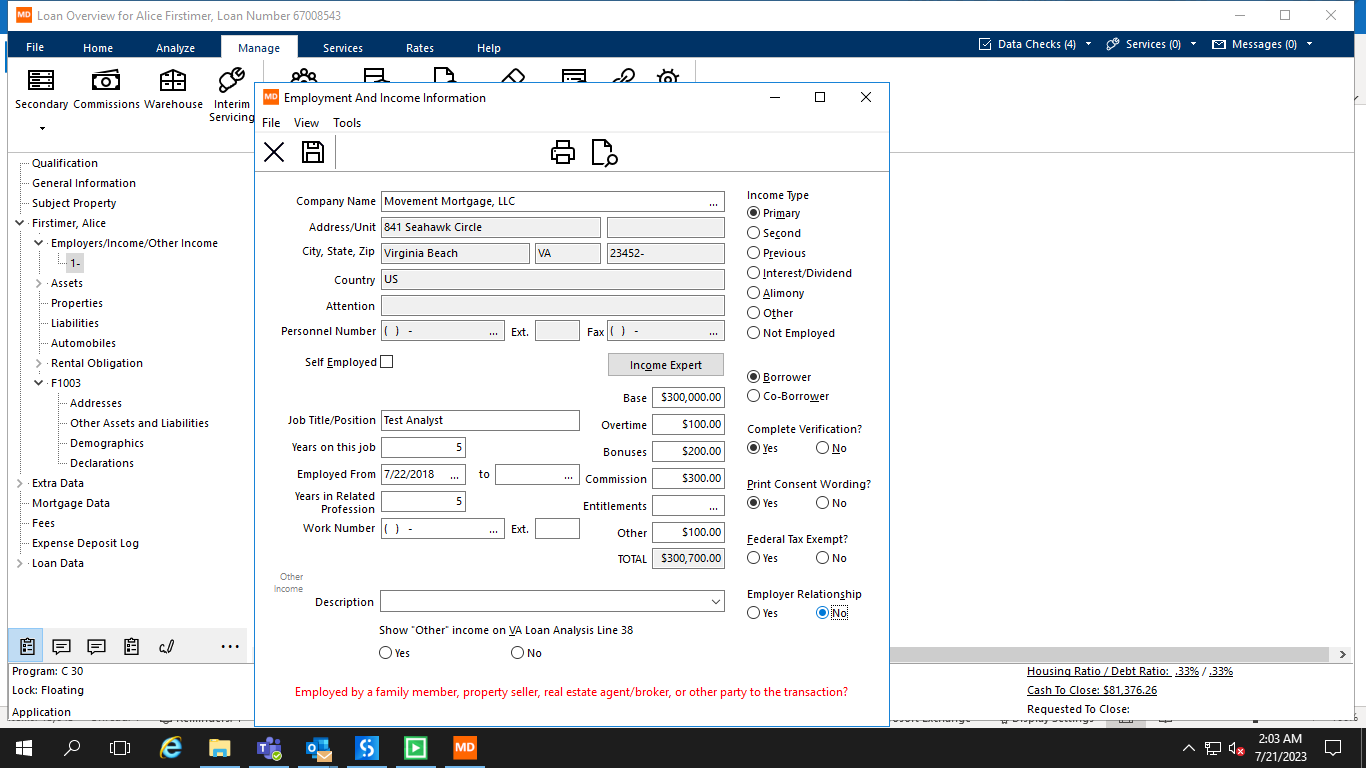 MD Loan Overview for Alice Firstimer, Loan Number 67008543
File Home Analyze Manage Services Rates Help Data Checks (4) Services (0) Messages (0)
Secondary Commissions Warehouse Interim Servicing
MD Employment And Income Information
File View Tools
Qualification
General Information
Subject Property
Firstimer, Alice
Employers/Income/Other Income
1-
Assets
Properties
Liabilities
Automobiles
Rental Obligation
F1003
Addresses
Other Assets and Liabilities
Demographics
Declarations
Extra Data
Mortgage Data
Fees
Expense Deposit Log
Loan Data
Company Name Movement Mortgage, LLC ...
Address/Unit 841 Seahawk Circle
City, State, Zip Virginia Beach VA 23452-
Country US
Attention
Personnel Number ( ) - ... Ext. Fax ( ) - ...
Self Employed
Income Expert
Base $300,000.00
Job Title/Position Test Analyst
Overtime $100.00
Years on this job 5
Bonuses $200.00
Employed From 7/22/2018 ... to ...
Commission $300.00
Years in Related Profession 5
Entitlements ...
Work Number ( ) - ... Ext.
Other $100.00
TOTAL $300,700.00
Other Income
Description
Show "Other" income on VA Loan Analysis Line 38
Yes No
Employed by a family member, property seller, real estate agent/broker, or other party to the transaction?
Income Type
Primary
Second
Previous
Interest/Dividend
Alimony
Other
Not Employed
Borrower
Co-Borrower
Complete Verification?
Yes No
Print Consent Wording?
Yes No
Federal Tax Exempt?
Yes No
Employer Relationship
Yes No
Program: C 30
Lock: Floating
Application
Housing Ratio / Debt Ratio: .33% / .33%
Cash To Close: $81,376.26
Requested To Close:
MD
2:03 AM
7/21/2023